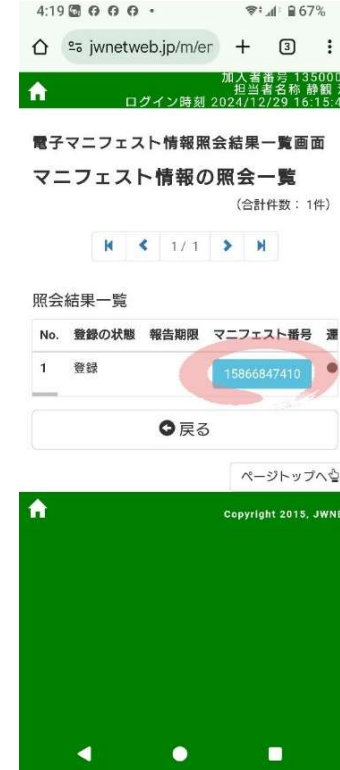 4:19 67%
jwnetweb.jp/m/er 3
加入者番号 135000
担当者名称 静観
ログイン時刻 2024/12/29 16:15:4
電子マニフェスト情報照会結果一覧画面
マニフェスト情報の照会一覧
(合計件数: 1件)
1 / 1
照会結果一覧
No. 登録の状態 報告期限 マニフェスト番号 運
1 登録 15866847410
戻る
ページトップへ
Copyright 2015, JWNE